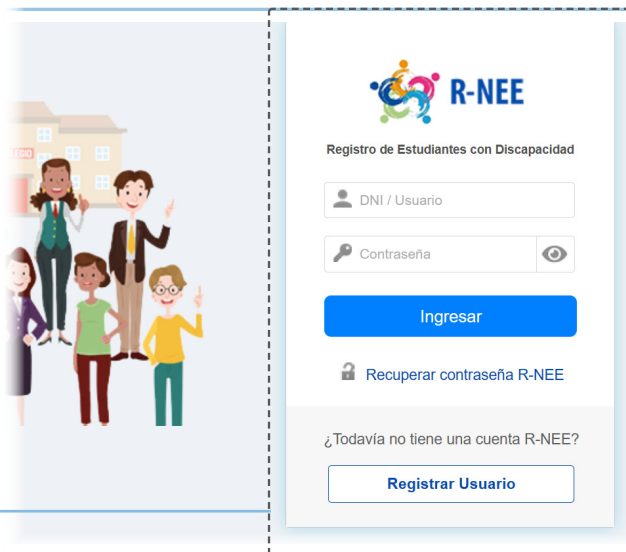 R-NEE
Registro de Estudiantes con Discapacidad
DNI / Usuario
Contraseña
Ingresar
Recuperar contraseña R-NEE
¿Todavía no tiene una cuenta R-NEE?
Registrar Usuario